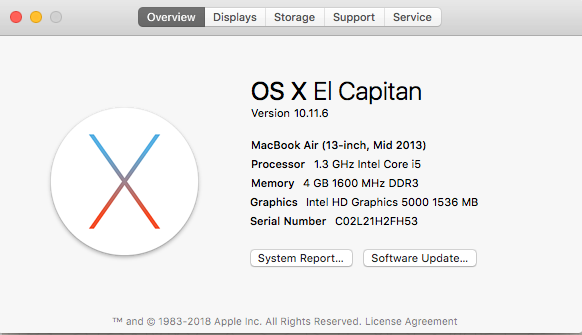 Overview Displays Storage Support Service
OS X El Capitan
Version 10.11.6
MacBook Air (13-inch, Mid 2013)
Processor 1.3 GHz Intel Core i5
Memory 4 GB 1600 MHz DDR3
Graphics Intel HD Graphics 5000 1536 MB
Serial Number C02L21H2FH53
System Report... Software Update...
™ and © 1983-2018 Apple Inc. All Rights Reserved. License Agreement